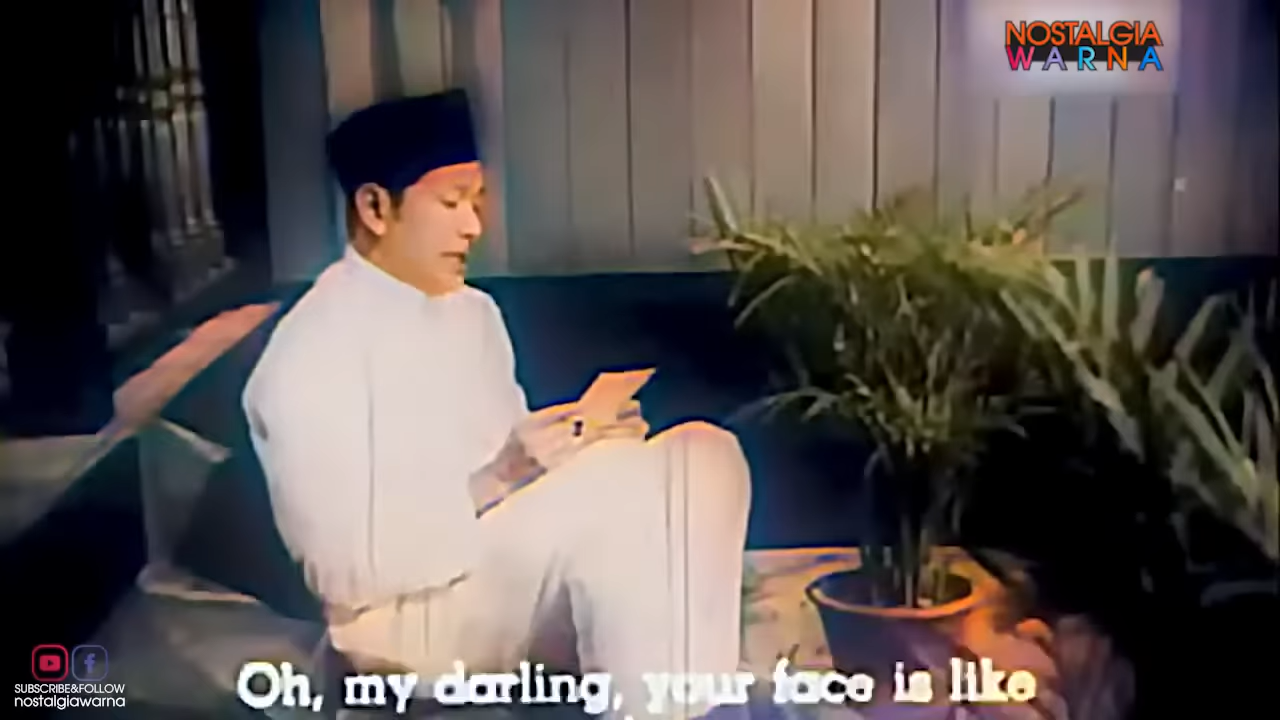 NOSTALGIA
WARNA
SUBSCRIBE&FOLLOW
nostalgiawarna
Oh, my darling, your face is like